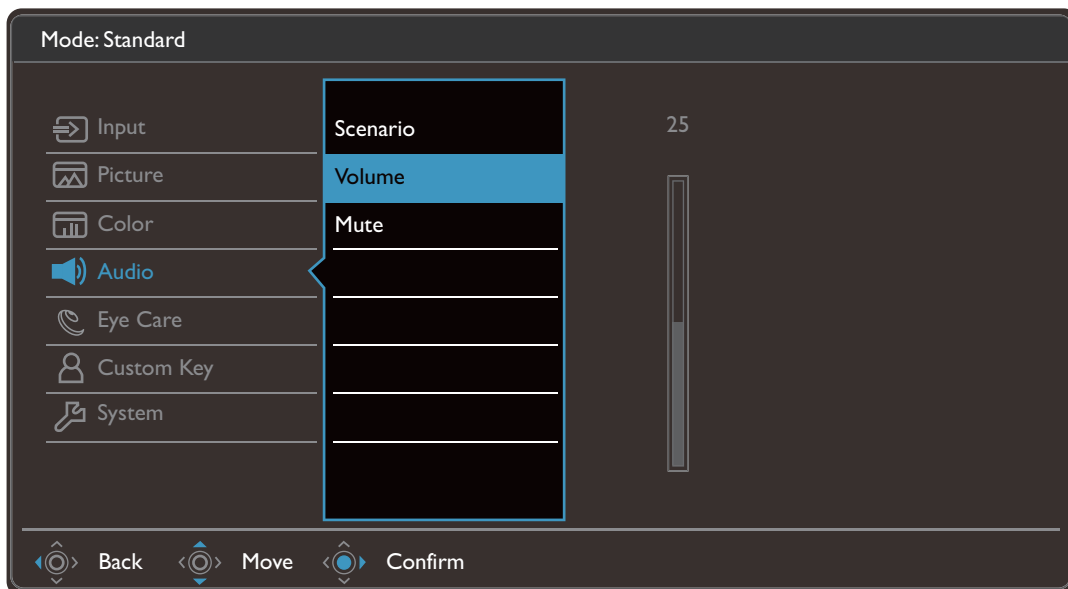 Mode: Standard
Input
Picture
Color
Audio
Eye Care
Custom Key
System
Scenario
Volume
Mute
25
Back Move Confirm